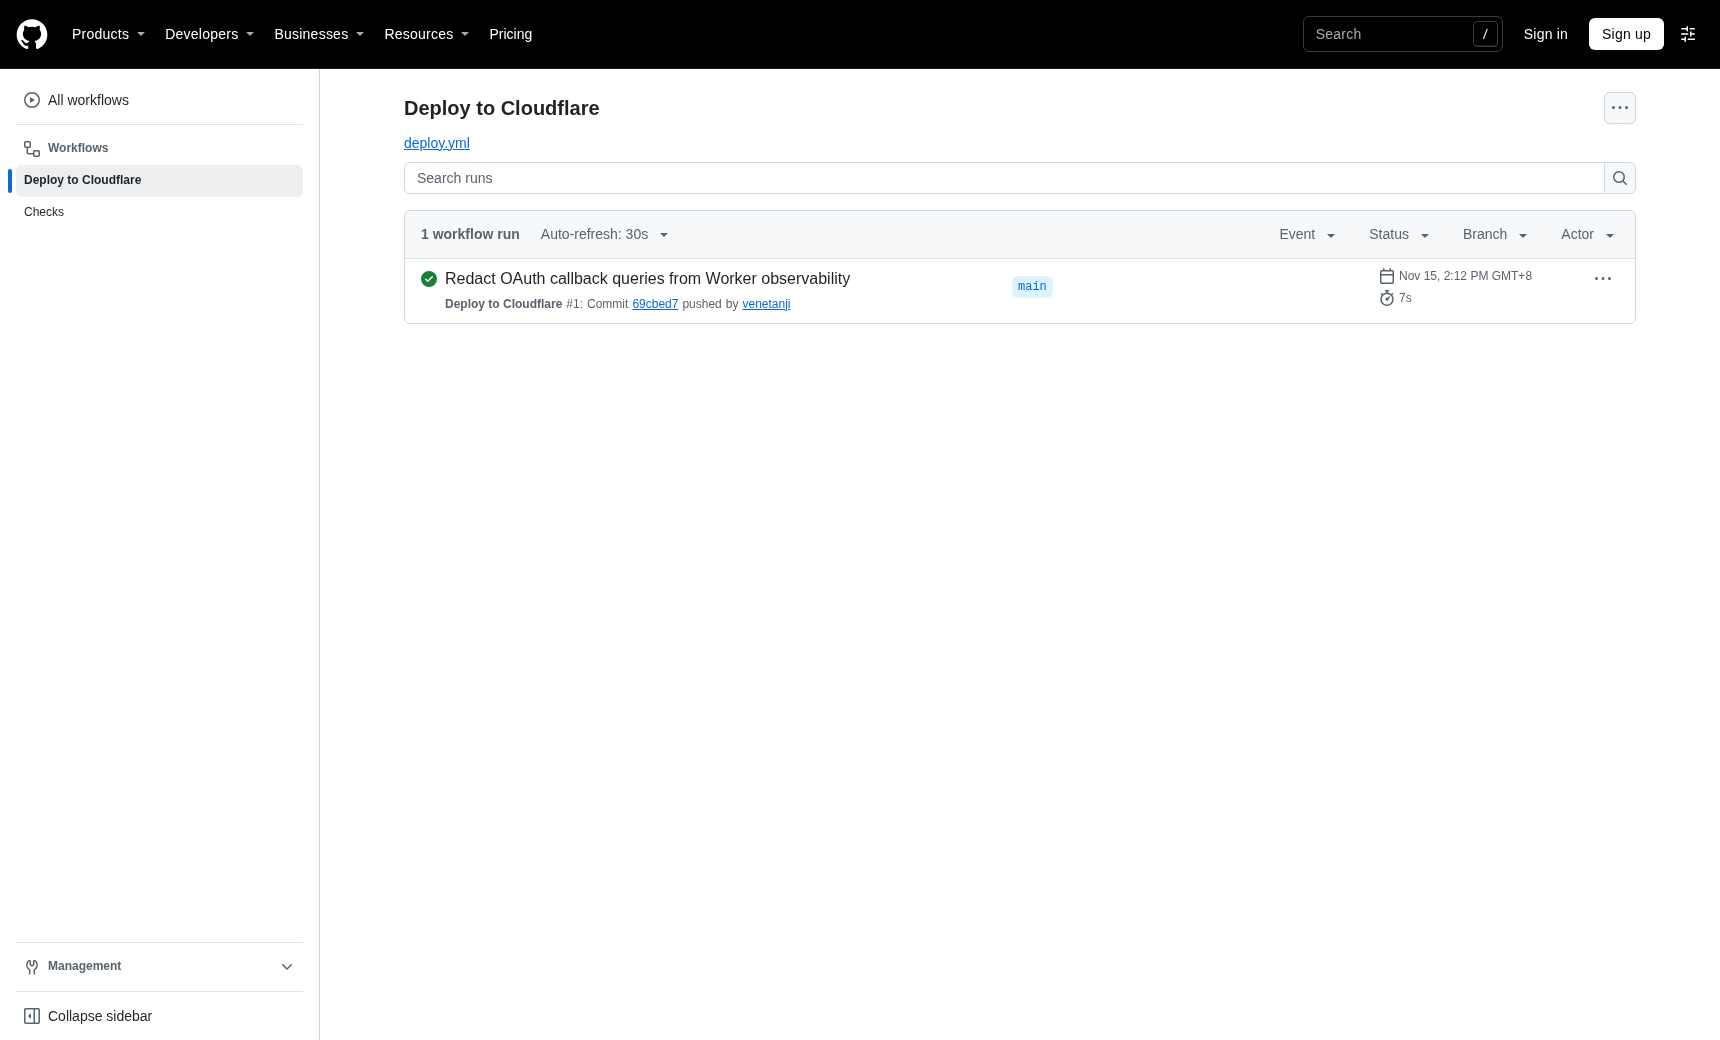 Products Developers Businesses Resources Pricing Search / Sign in Sign up
All workflows
Workflows
Deploy to Cloudflare
Checks
Management
Collapse sidebar
Deploy to Cloudflare
deploy.yml
Search runs
1 workflow run Auto-refresh: 30s Event Status Branch Actor
Redact OAuth callback queries from Worker observability
Deploy to Cloudflare #1: Commit 69cbed7 pushed by venetanji
main
Nov 15, 2:12 PM GMT+8
7s